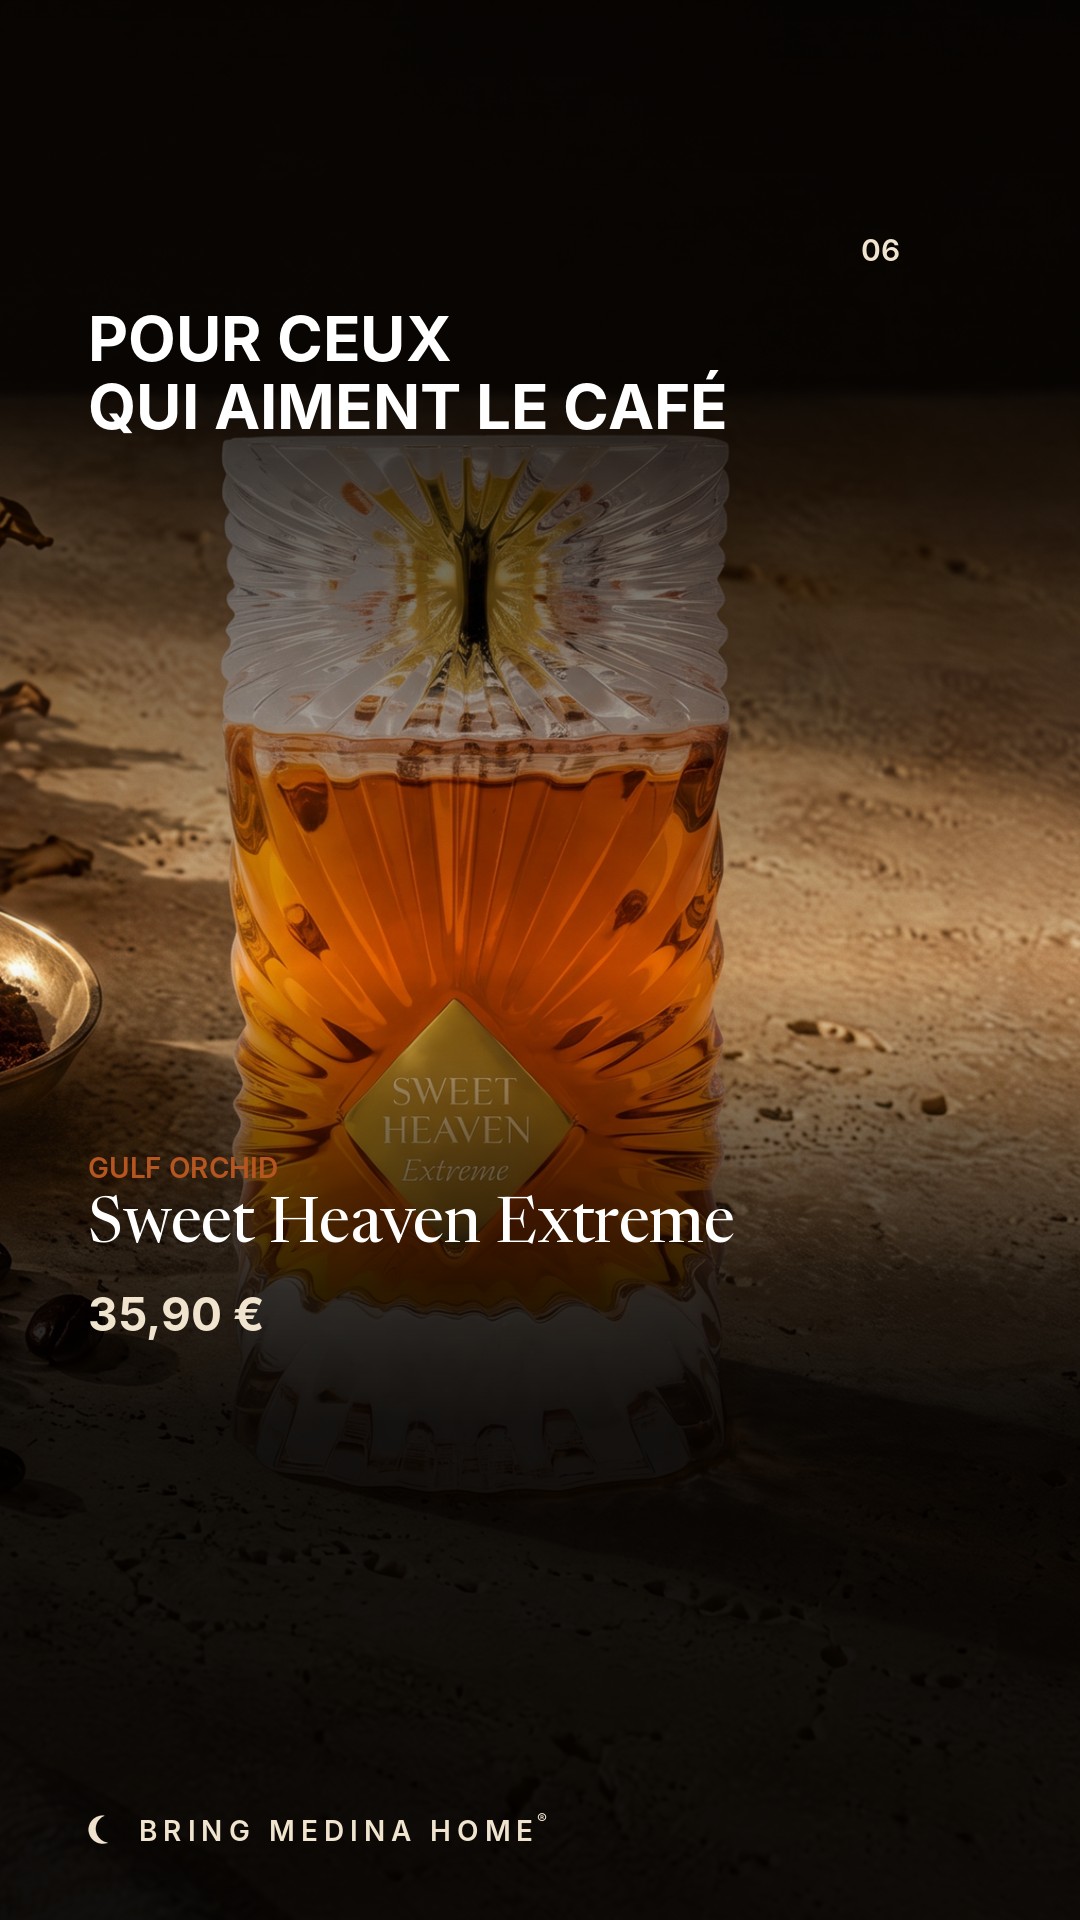 06
POUR CEUX
QUI AIMENT LE CAFÉ
SWEET
HEAVEN
Extreme
GULF ORCHID
Sweet Heaven Extreme
35,90 €
BRING MEDINA HOME®